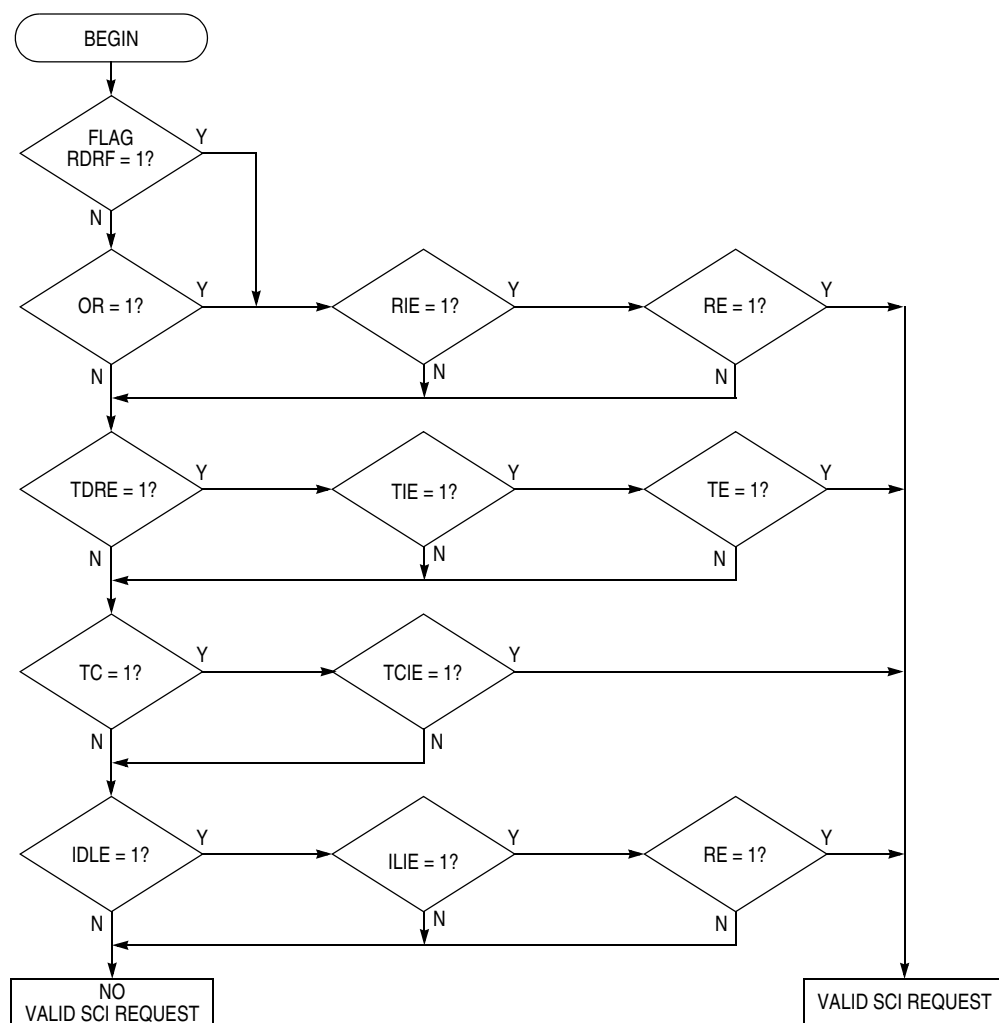 BEGIN
FLAG
RDRF = 1?
Y
N
OR = 1?
Y
RIE = 1?
Y
RE = 1?
Y
N
N
N
TDRE = 1?
Y
TIE = 1?
Y
TE = 1?
Y
N
N
N
TC = 1?
Y
TCIE = 1?
Y
N
N
IDLE = 1?
Y
ILIE = 1?
Y
RE = 1?
Y
N
N
N
NO
VALID SCI REQUEST
VALID SCI REQUEST